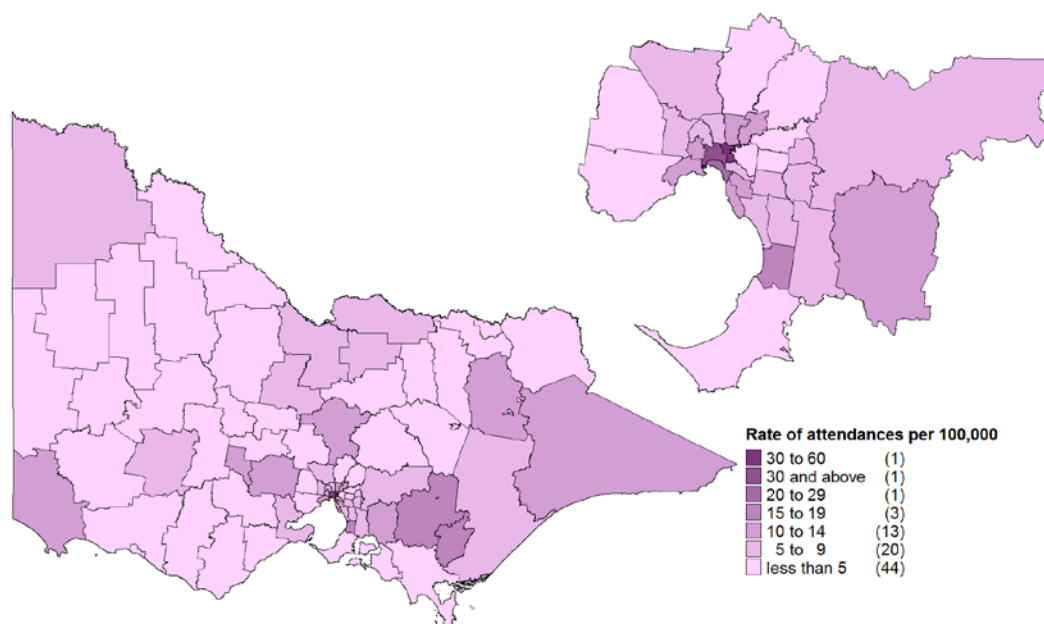 Rate of attendances per 100,000
30 to 60 (1)
30 and above (1)
20 to 29 (1)
15 to 19 (3)
10 to 14 (13)
5 to 9 (20)
less than 5 (44)